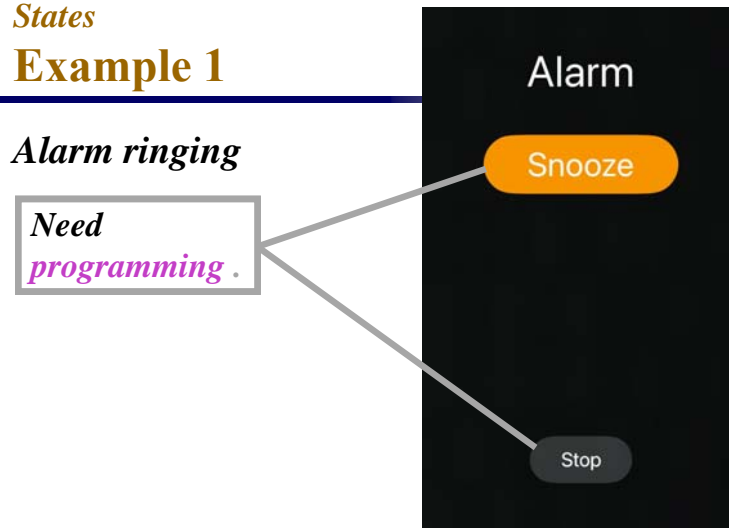 States
Example 1
Alarm ringing
Need
programming .
Alarm
Snooze
Stop